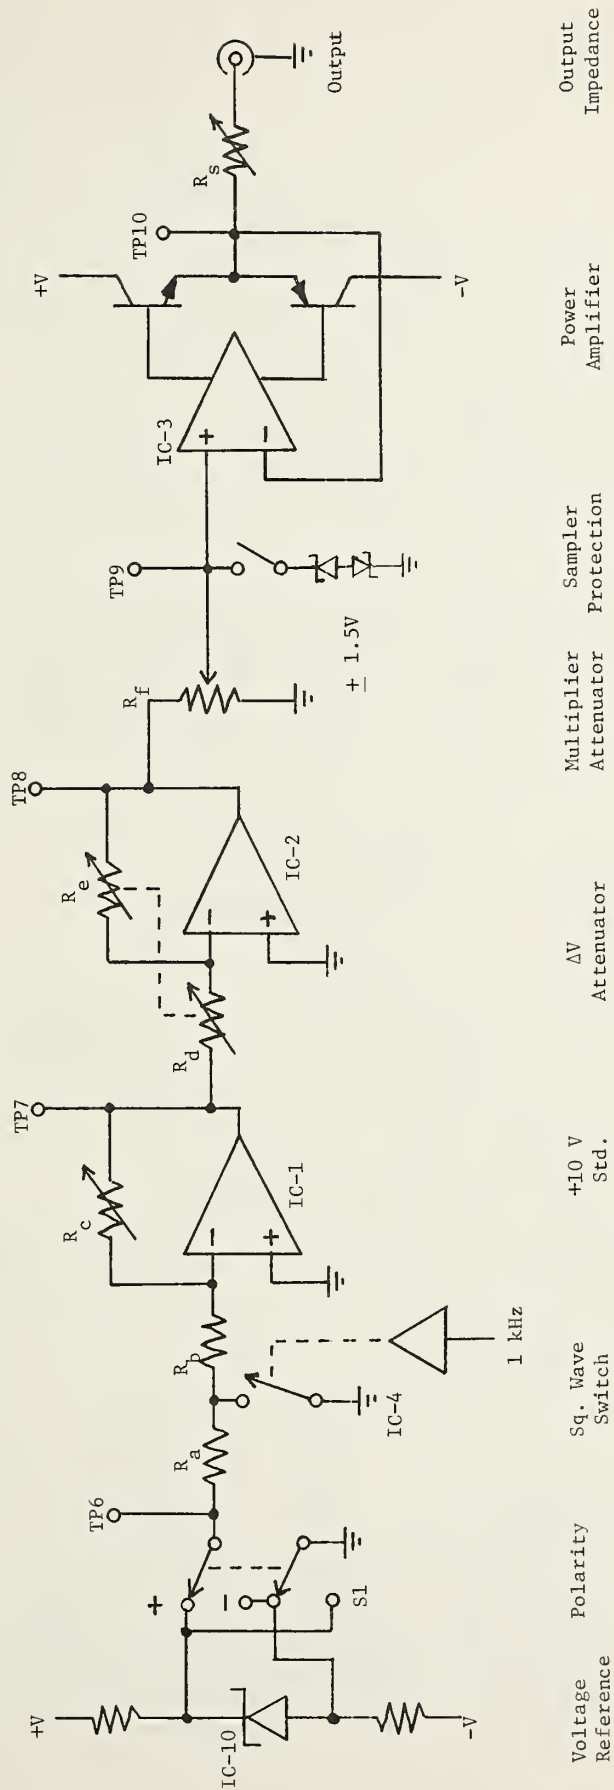 +V
IC-10
-V
+
−
S1
TP6
R a
R b
IC-4
1 kHz
R c
−
+
IC-1
TP7
R d
R e
−
+
IC-2
TP8
R f
± 1.5V
TP9
IC-3
+
−
+V
-V
TP10
R s
Output
Voltage
Reference
Polarity
Sq. Wave
Switch
+10 V
Std.
ΔV
Attenuator
Multiplier
Attenuator
Sampler
Protection
Power
Amplifier
Output
Impedance